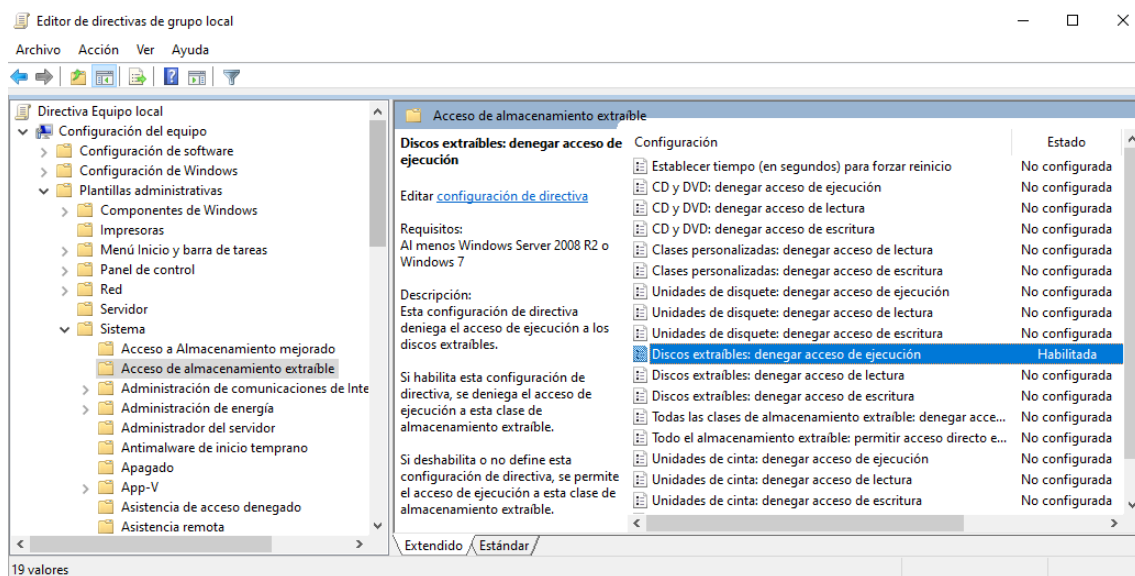 Editor de directivas de grupo local
Archivo Acción Ver Ayuda
Directiva Equipo local
Configuración del equipo
Configuración de software
Configuración de Windows
Plantillas administrativas
Componentes de Windows
Impresoras
Menú Inicio y barra de tareas
Panel de control
Red
Servidor
Sistema
Acceso a Almacenamiento mejorado
Acceso de almacenamiento extraíble
Administración de comunicaciones de Inte
Administración de energía
Administrador del servidor
Antimalware de inicio temprano
Apagado
App-V
Asistencia de acceso denegado
Asistencia remota
Acceso de almacenamiento extraíble
Discos extraíbles: denegar acceso de
ejecución
Editar configuración de directiva
Requisitos:
Al menos Windows Server 2008 R2 o
Windows 7
Descripción:
Esta configuración de directiva
deniega el acceso de ejecución a los
discos extraíbles.
Si habilita esta configuración de
directiva, se deniega el acceso de
ejecución a esta clase de
almacenamiento extraíble.
Si deshabilita o no define esta
configuración de directiva, se permite
el acceso de ejecución a esta clase de
almacenamiento extraíble.
Configuración Estado
Establecer tiempo (en segundos) para forzar reinicio No configurada
CD y DVD: denegar acceso de ejecución No configurada
CD y DVD: denegar acceso de lectura No configurada
CD y DVD: denegar acceso de escritura No configurada
Clases personalizadas: denegar acceso de lectura No configurada
Clases personalizadas: denegar acceso de escritura No configurada
Unidades de disquete: denegar acceso de ejecución No configurada
Unidades de disquete: denegar acceso de lectura No configurada
Unidades de disquete: denegar acceso de escritura No configurada
Discos extraíbles: denegar acceso de ejecución Habilitada
Discos extraíbles: denegar acceso de lectura No configurada
Discos extraíbles: denegar acceso de escritura No configurada
Todas las clases de almacenamiento extraíble: denegar acce... No configurada
Todo el almacenamiento extraíble: permitir acceso directo e... No configurada
Unidades de cinta: denegar acceso de ejecución No configurada
Unidades de cinta: denegar acceso de lectura No configurada
Unidades de cinta: denegar acceso de escritura No configurada
Extendido Estándar
19 valores